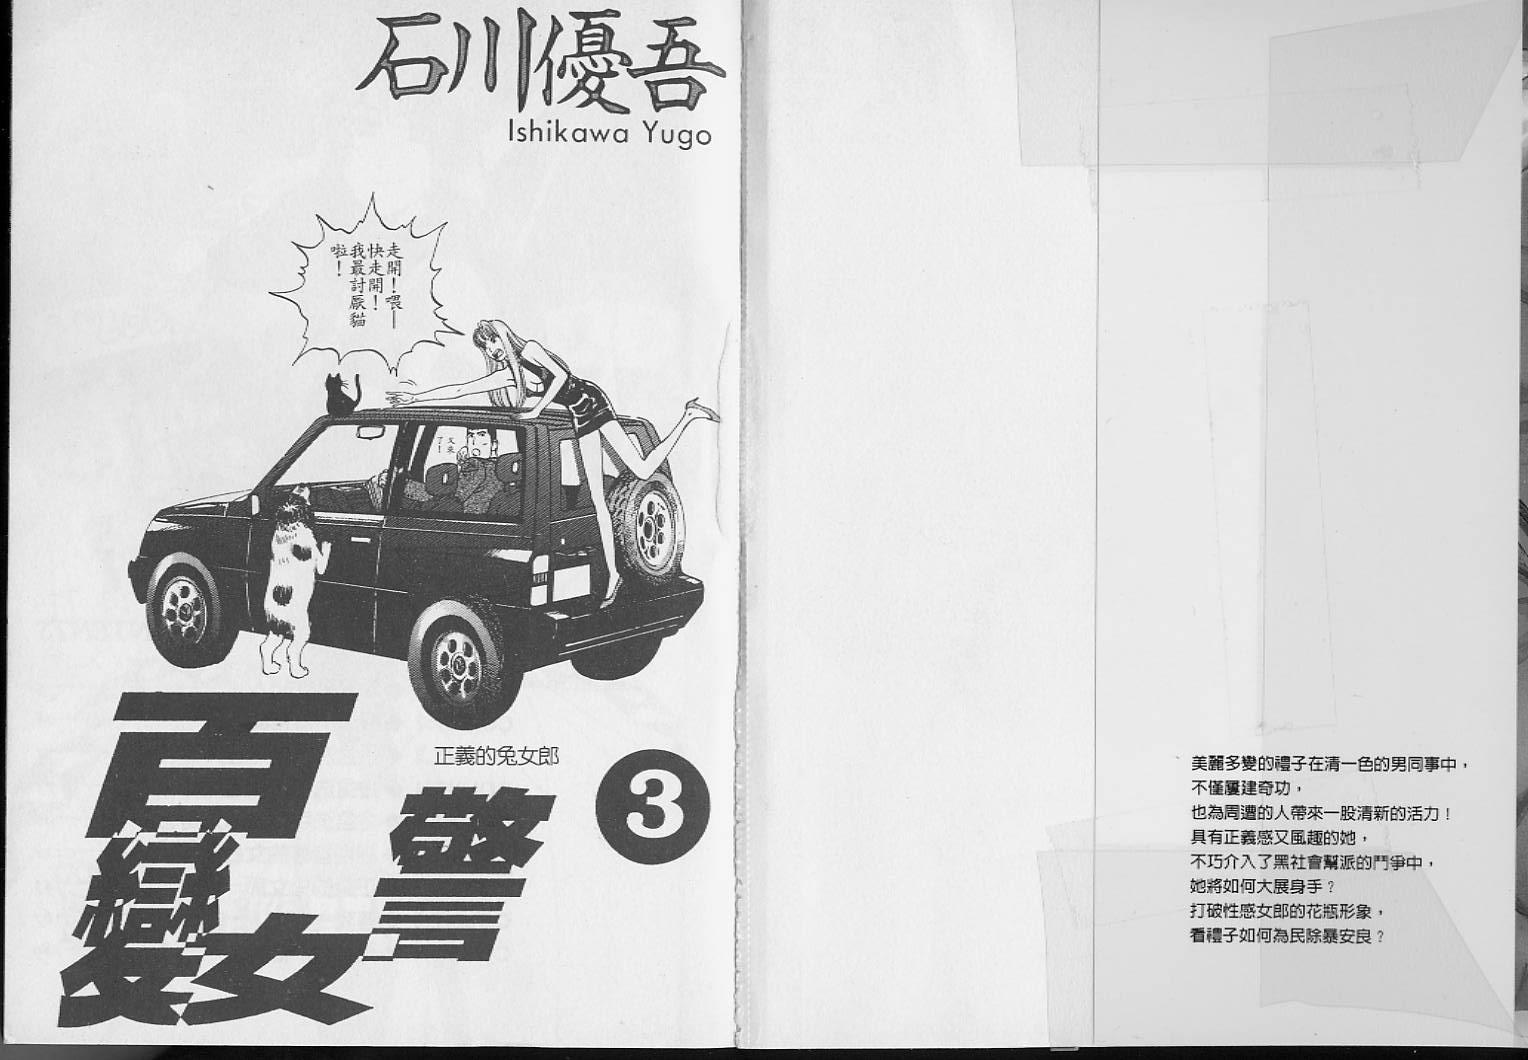 石川優吾
Ishikawa Yugo
走開！喂—
快走開！
我最討厭貓
啦！
又來
了！
百變女警
正義的兔女郎
3
美麗多變的禮子在清一色的男同事中，
不僅屢建奇功，
也為周遭的人帶來一股清新的活力！
具有正義感又風趣的她，
不巧介入了黑社會幫派的鬥爭中，
她將如何大展身手？
打破性感女郎的花瓶形象，
看禮子如何為民除暴安良？